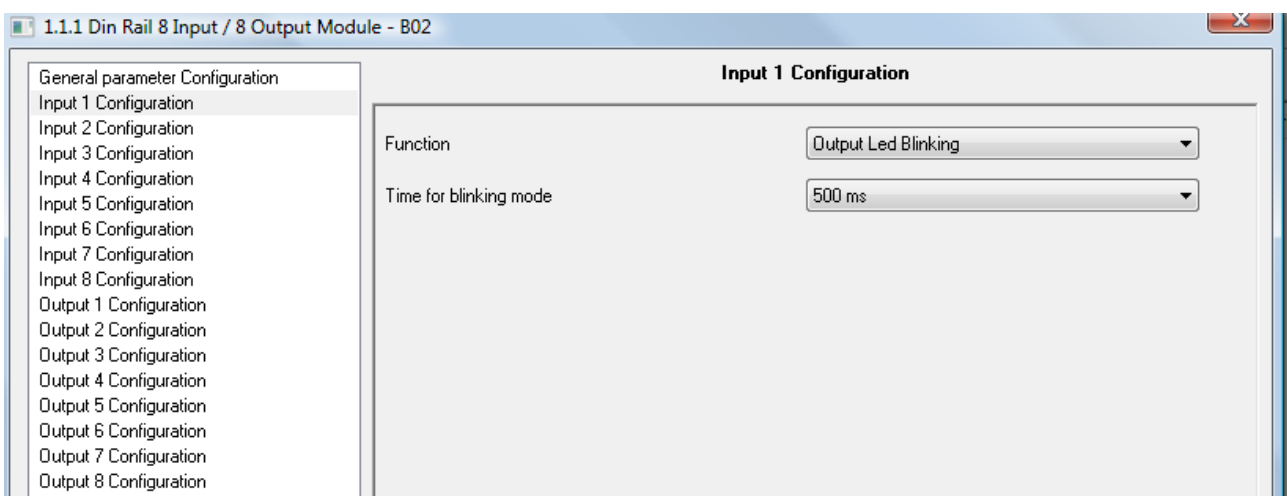 1.1.1 Din Rail 8 Input / 8 Output Module - B02
General parameter Configuration
Input 1 Configuration
Input 2 Configuration
Input 3 Configuration
Input 4 Configuration
Input 5 Configuration
Input 6 Configuration
Input 7 Configuration
Input 8 Configuration
Output 1 Configuration
Output 2 Configuration
Output 3 Configuration
Output 4 Configuration
Output 5 Configuration
Output 6 Configuration
Output 7 Configuration
Output 8 Configuration
Input 1 Configuration
Function Output Led Blinking
Time for blinking mode 500 ms